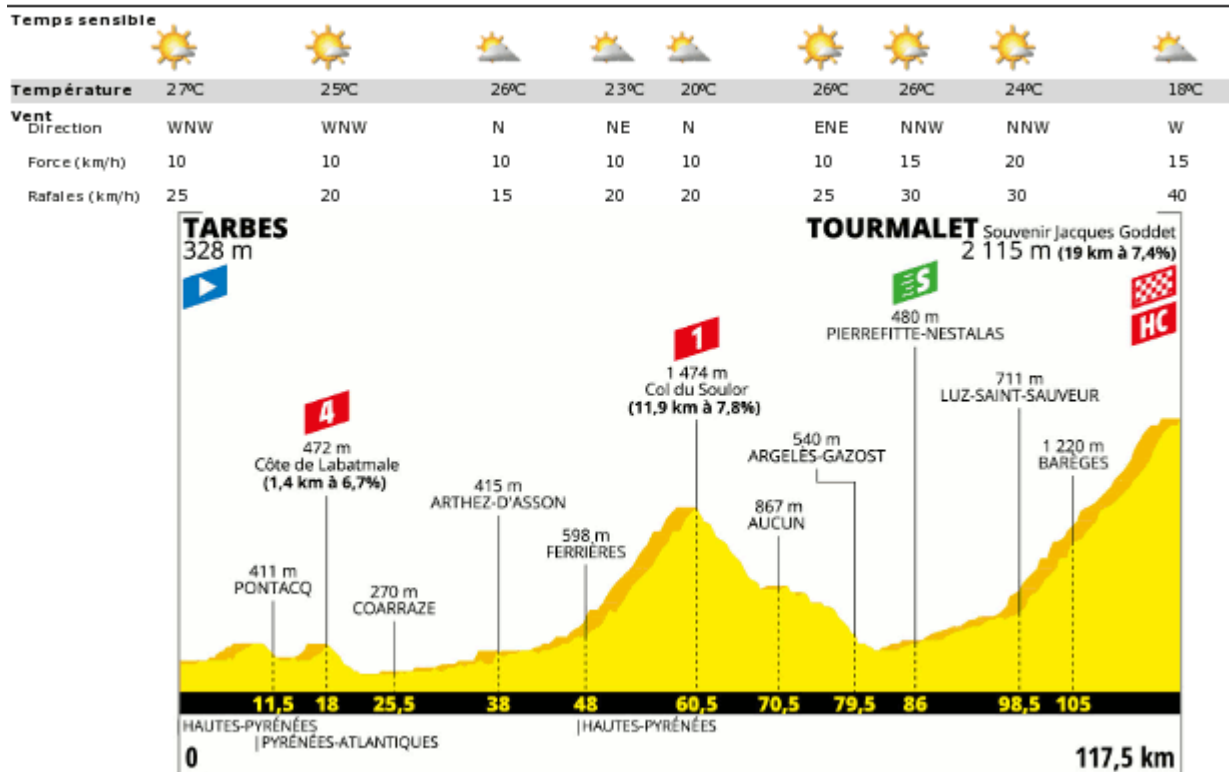 Temps sensible
Température 27ºC 25ºC 26ºC 23ºC 20ºC 26ºC 26ºC 24ºC 18ºC
Vent
Direction WNW WNW N NE N ENE NNW NNW W
Force (km/h) 10 10 10 10 10 10 15 20 15
Rafales (km/h) 25 20 15 20 20 25 30 30 40
TARBES
328 m
TOURMALET Souvenir Jacques Goddet
2 115 m (19 km à 7,4%)
S
HC
480 m
PIERREFITTE-NESTALAS
1
1 474 m
Col du Soulor
(11,9 km à 7,8%)
711 m
LUZ-SAINT-SAUVEUR
4
472 m
Côte de Labatmale
(1,4 km à 6,7%)
540 m
ARGELÈS-GAZOST
1 220 m
BARÈGES
415 m
ARTHEZ-D'ASSON
867 m
AUCUN
598 m
FERRIÈRES
411 m
PONTACQ
270 m
COARRAZE
11,5 18 25,5 38 48 60,5 70,5 79,5 86 98,5 105
|HAUTES-PYRÉNÉES |HAUTES-PYRÉNÉES
|PYRÉNÉES-ATLANTIQUES
0 117,5 km